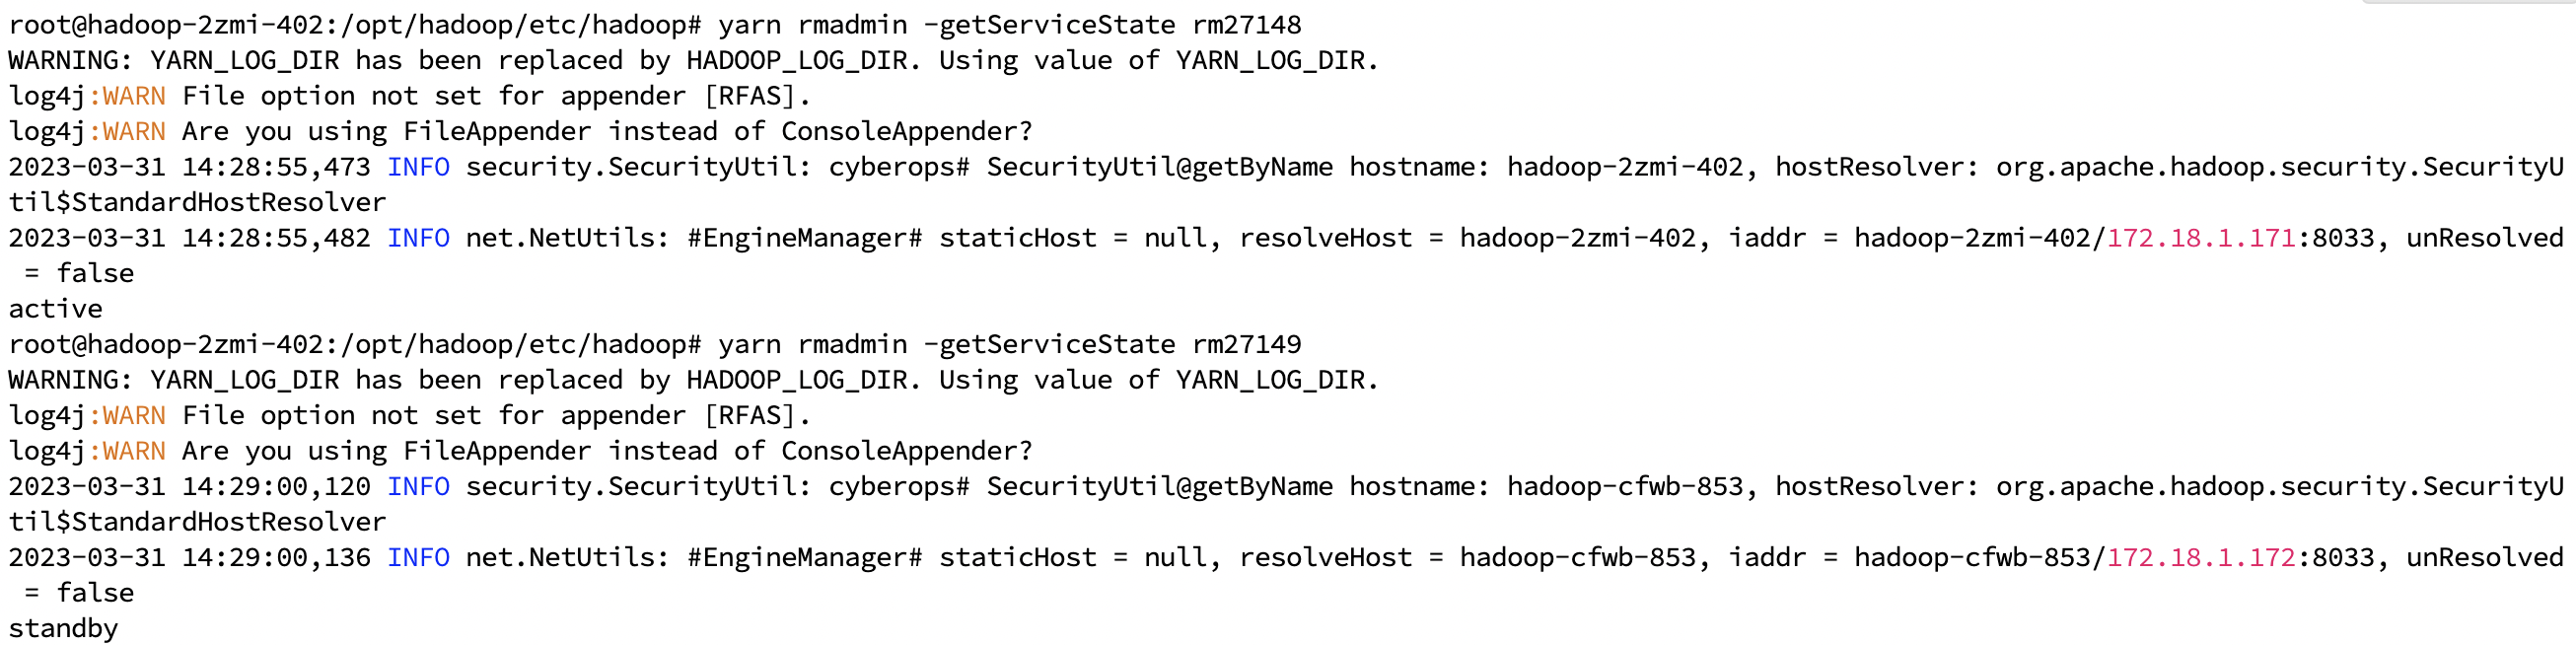 root@hadoop-2zmi-402:/opt/hadoop/etc/hadoop# yarn rmadmin -getServiceState rm27148
WARNING: YARN_LOG_DIR has been replaced by HADOOP_LOG_DIR. Using value of YARN_LOG_DIR.
log4j:WARN File option not set for appender [RFAS].
log4j:WARN Are you using FileAppender instead of ConsoleAppender?
2023-03-31 14:28:55,473 INFO security.SecurityUtil: cyberops# SecurityUtil@getByName hostname: hadoop-2zmi-402, hostResolver: org.apache.hadoop.security.SecurityU
til$StandardHostResolver
2023-03-31 14:28:55,482 INFO net.NetUtils: #EngineManager# staticHost = null, resolveHost = hadoop-2zmi-402, iaddr = hadoop-2zmi-402/172.18.1.171:8033, unResolved
 = false
active
root@hadoop-2zmi-402:/opt/hadoop/etc/hadoop# yarn rmadmin -getServiceState rm27149
WARNING: YARN_LOG_DIR has been replaced by HADOOP_LOG_DIR. Using value of YARN_LOG_DIR.
log4j:WARN File option not set for appender [RFAS].
log4j:WARN Are you using FileAppender instead of ConsoleAppender?
2023-03-31 14:29:00,120 INFO security.SecurityUtil: cyberops# SecurityUtil@getByName hostname: hadoop-cfwb-853, hostResolver: org.apache.hadoop.security.SecurityU
til$StandardHostResolver
2023-03-31 14:29:00,136 INFO net.NetUtils: #EngineManager# staticHost = null, resolveHost = hadoop-cfwb-853, iaddr = hadoop-cfwb-853/172.18.1.172:8033, unResolved
 = false
standby